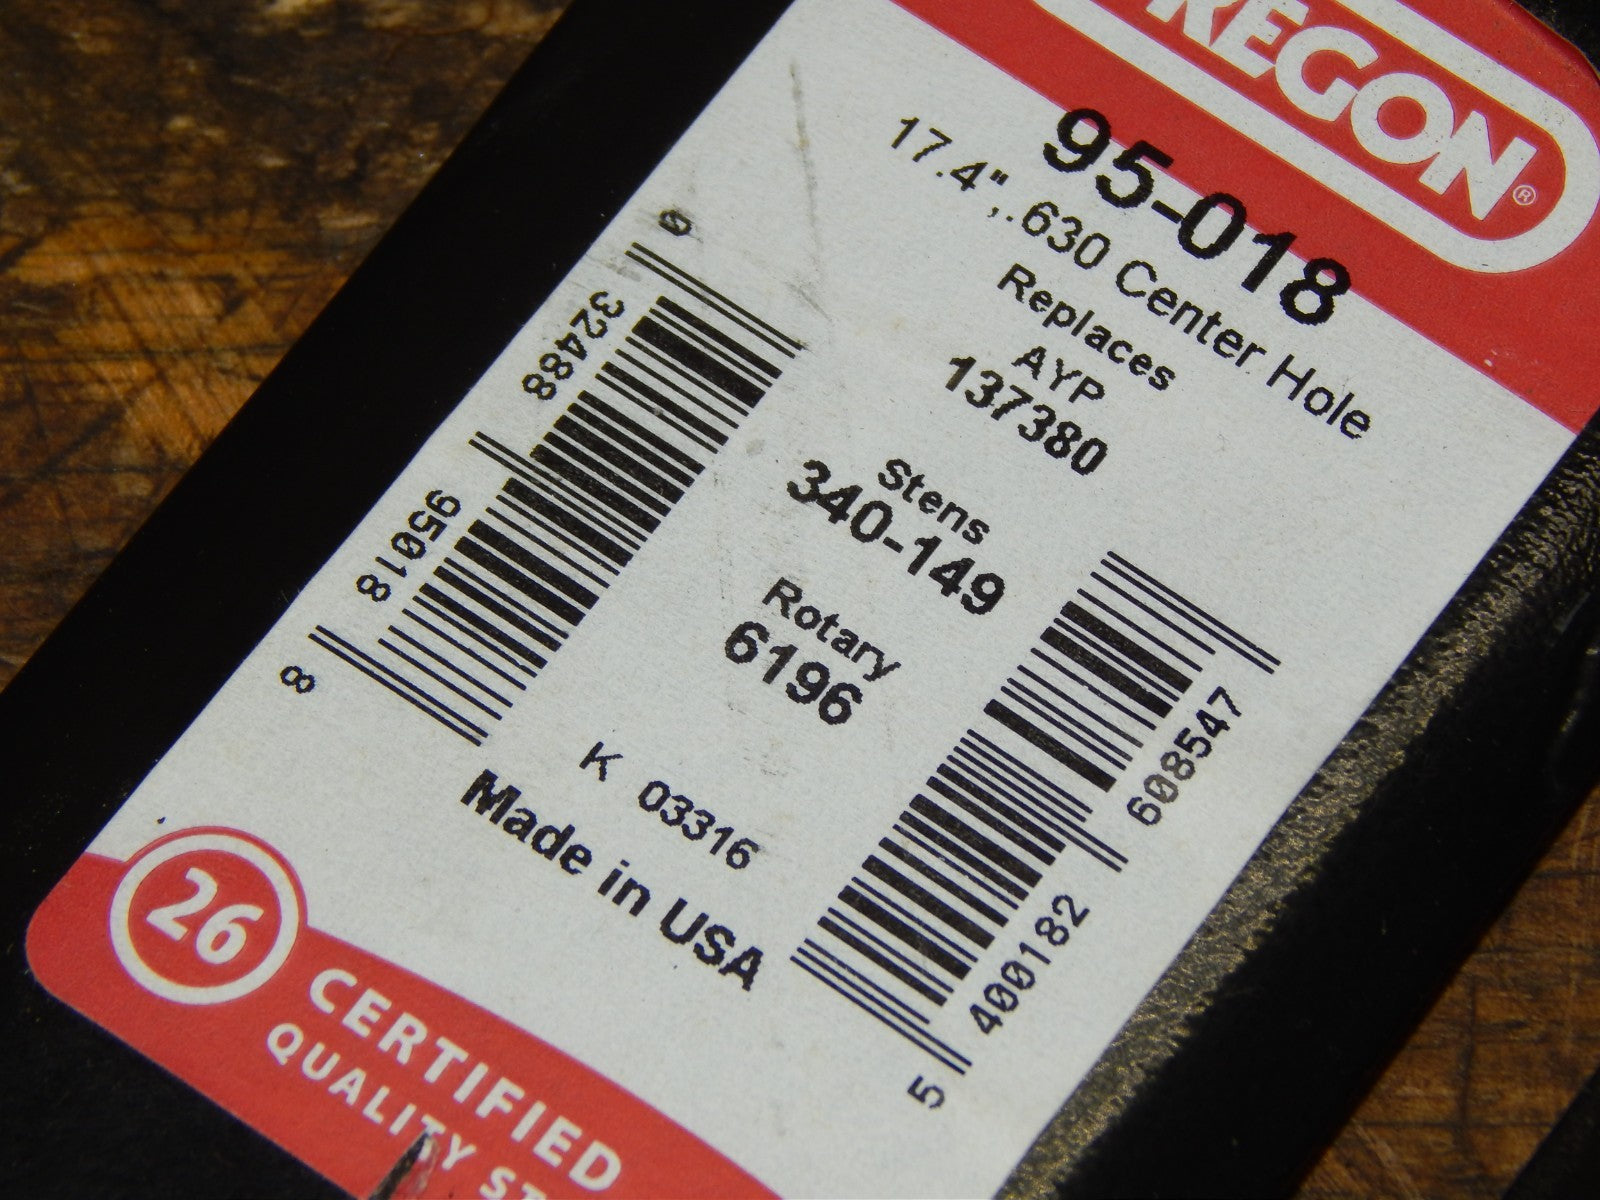 REGON®
95-018
17.4",.630 Center Hole
Replaces
AYP
137380
Stens
340-149
Rotary
6196
K 03316
Made in USA
0 32488 95018 8
5 400182 608547
26
CERTIFIED
QUALITY ST